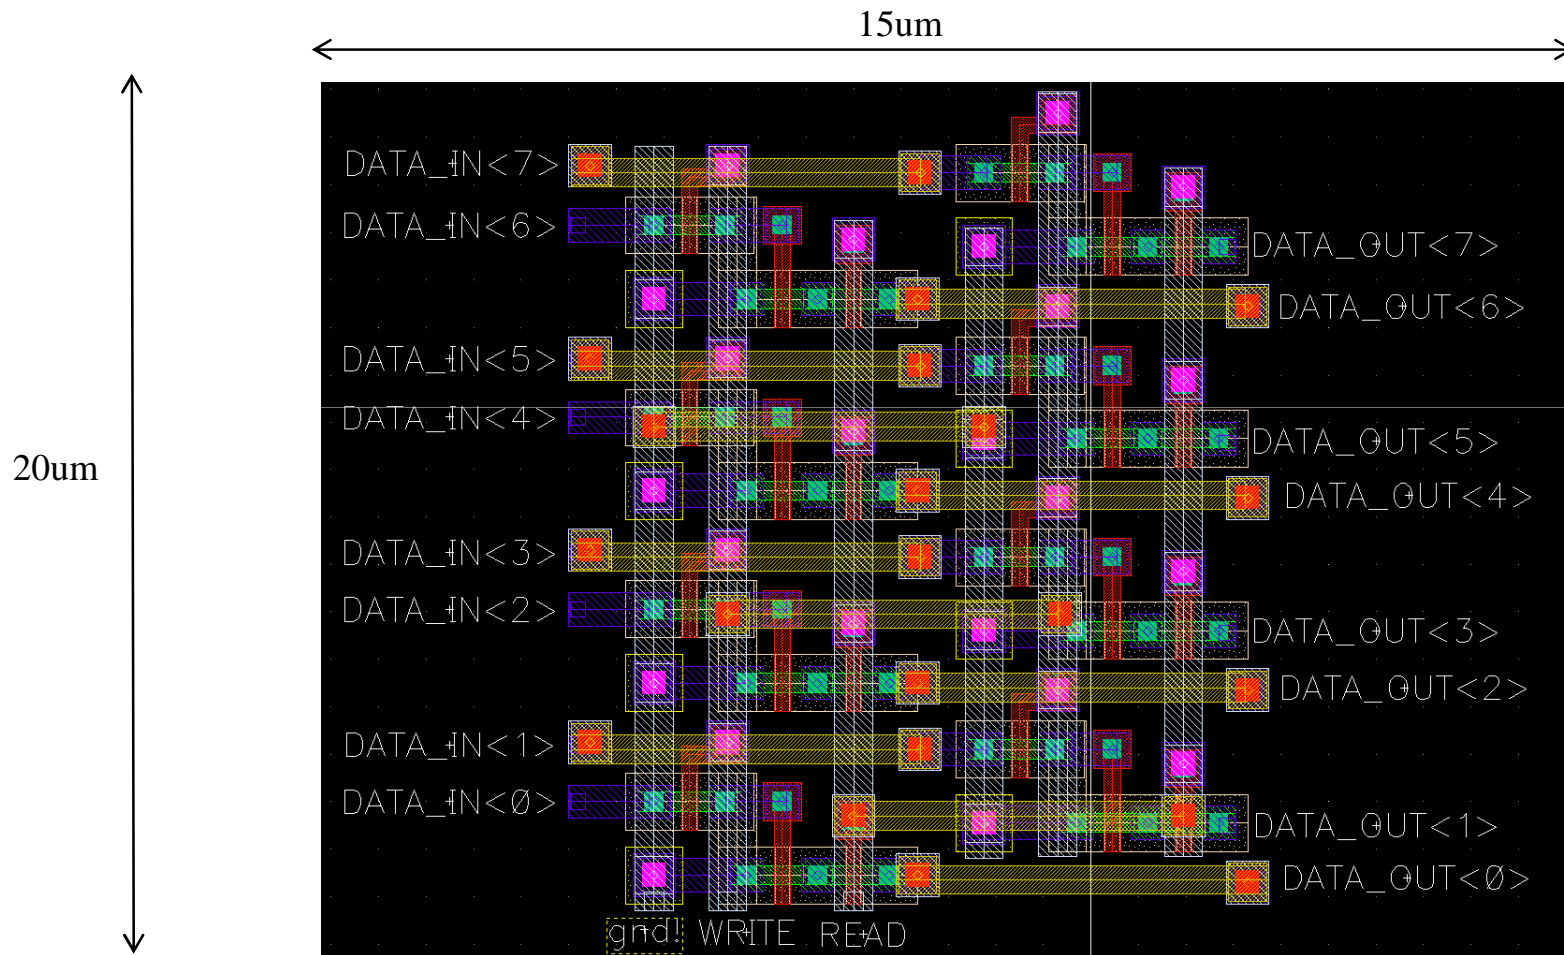 15um
20um
DATA_IN<7>
DATA_IN<6>
DATA_OUT<7>
DATA_OUT<6>
DATA_IN<5>
DATA_IN<4>
DATA_OUT<5>
DATA_OUT<4>
DATA_IN<3>
DATA_IN<2>
DATA_OUT<3>
DATA_OUT<2>
DATA_IN<1>
DATA_IN<0>
DATA_OUT<1>
DATA_OUT<0>
gnd! WRITE READ